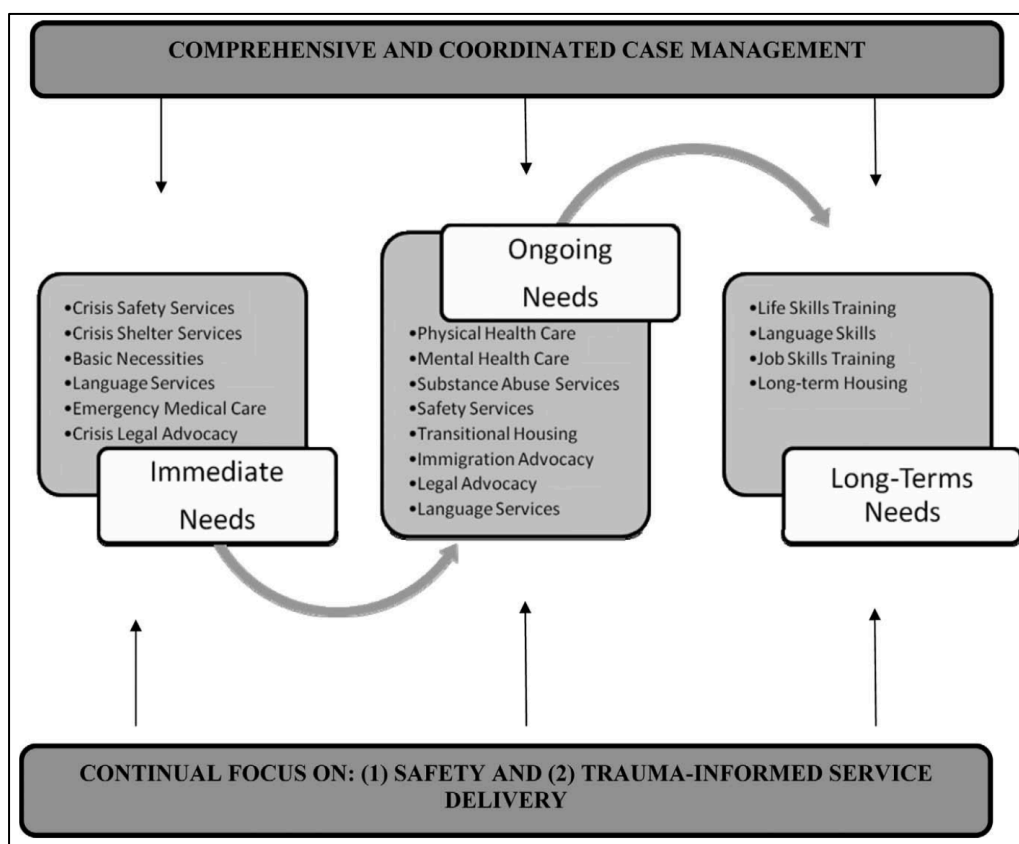 COMPREHENSIVE AND COORDINATED CASE MANAGEMENT
•Crisis Safety Services
•Crisis Shelter Services
•Basic Necessities
•Language Services
•Emergency Medical Care
•Crisis Legal Advocacy
Immediate
Needs
Ongoing
Needs
•Physical Health Care
•Mental Health Care
•Substance Abuse Services
•Safety Services
•Transitional Housing
•Immigration Advocacy
•Legal Advocacy
•Language Services
•Life Skills Training
•Language Skills
•Job Skills Training
•Long-term Housing
Long-Terms
Needs
CONTINUAL FOCUS ON: (1) SAFETY AND (2) TRAUMA-INFORMED SERVICE
DELIVERY